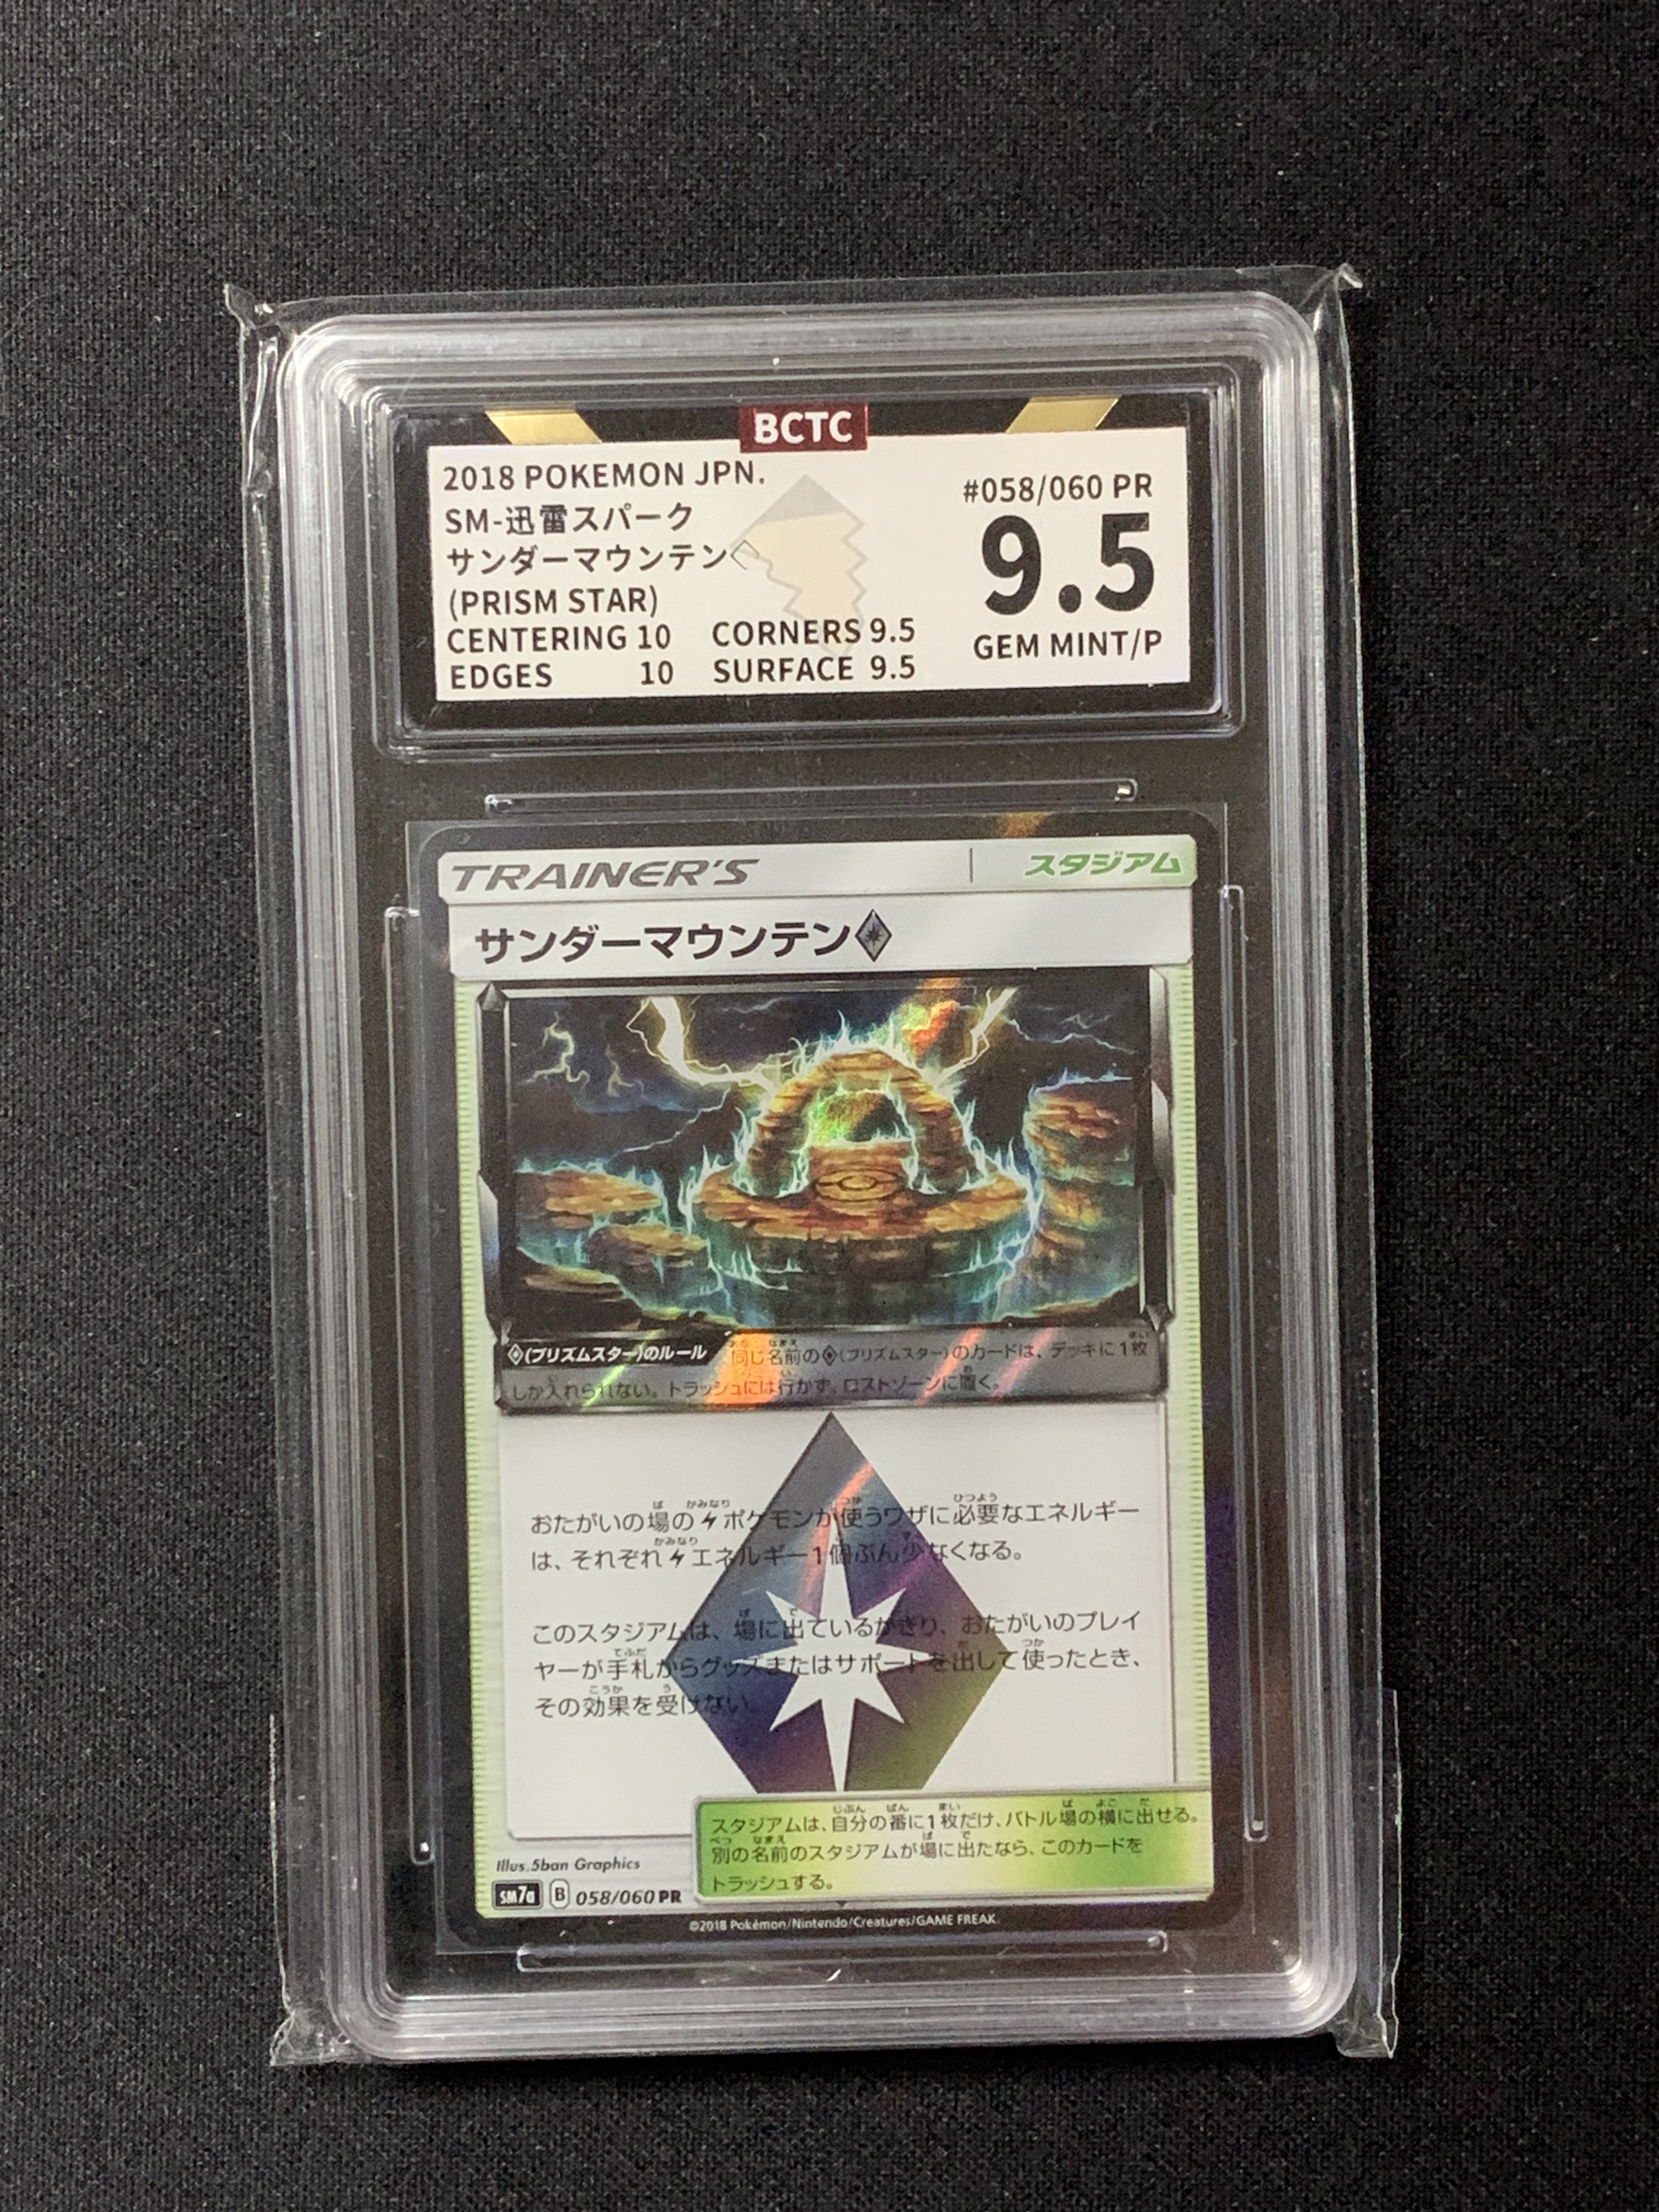 BCTC
2018 POKEMON JPN.
#058/060 PR
SM-迅雷スパーク
サンダーマウンテン◇
9.5
(PRISM STAR)
CENTERING 10 CORNERS 9.5
GEM MINT/P
EDGES 10 SURFACE 9.5
TRAINER'S スタジアム
サンダーマウンテン
(プリズムスター)のルール 同じ名前の(プリズムスター)のカードは、デッキに1枚
しか入れられない。トラッシュには行かず、ロストゾーンに置く。
おたがいの場のポケモンが使うワザに必要なエネルギー
は、それぞれエネルギー1個ぶん少なくなる。
このスタジアムは、場に出ているかぎり、おたがいのプレイ
ヤーが手札からグッズまたはサポートを出して使ったとき、
その効果を受けない。
スタジアムは、自分の番に1枚だけ、バトル場の横に出せる。
別の名前のスタジアムが場に出たなら、このカードを
トラッシュする。
Illus. 5ban Graphics
SM7a B 058/060 PR
©2018 Pokémon/Nintendo/Creatures/GAME FREAK.